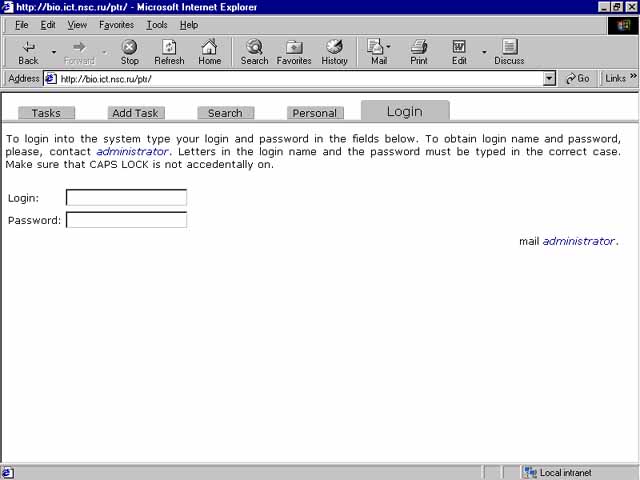 http://bio.ict.nsc.ru/ptr/ - Microsoft Internet Explorer
File Edit View Favorites Tools Help
Back Forward Stop Refresh Home Search Favorites History Mail Print Edit Discuss
Address http://bio.ict.nsc.ru/ptr/ Go Links »
Tasks Add Task Search Personal Login
To login into the system type your login and password in the fields below. To obtain login name and password,
please, contact administrator. Letters in the login name and the password must be typed in the correct case.
Make sure that CAPS LOCK is not accedentally on.
Login:
Password:
mail administrator.
Local intranet